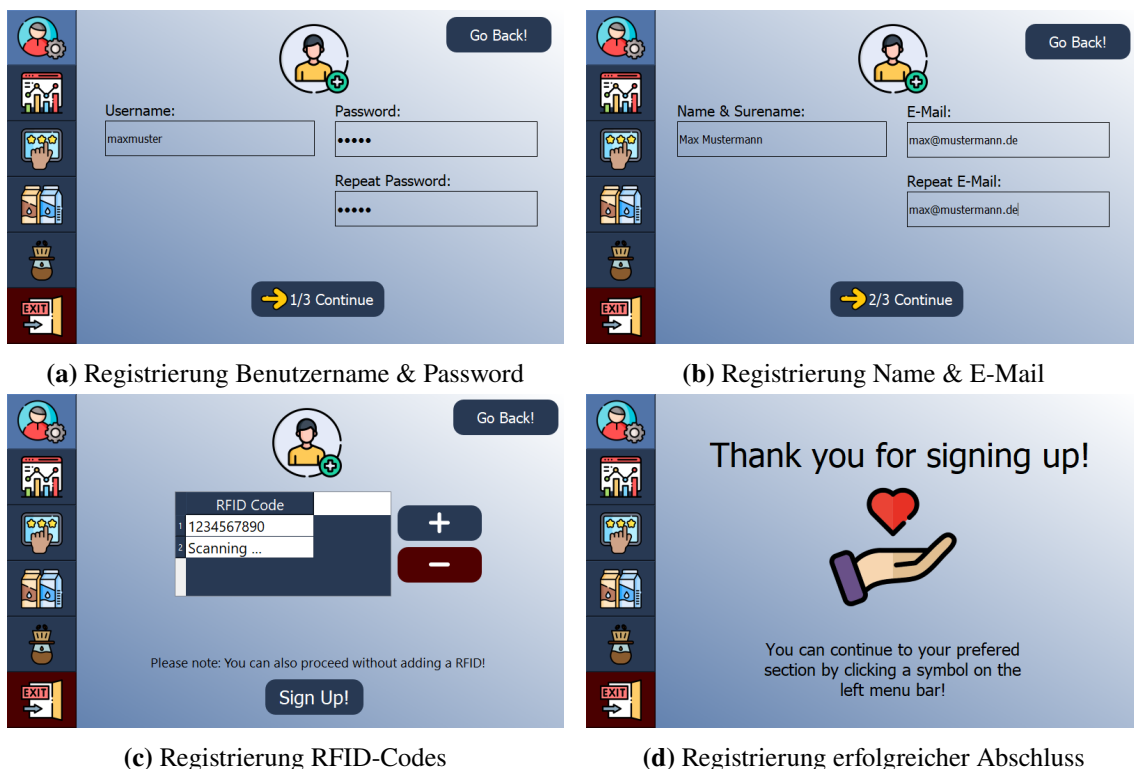 Go Back!
Username:
Password:
maxmuster
•••••
Repeat Password:
•••••
EXIT
1/3 Continue
(a) Registrierung Benutzername & Password
Go Back!
Name & Surename:
E-Mail:
Max Mustermann
max@mustermann.de
Repeat E-Mail:
max@mustermann.de
EXIT
2/3 Continue
(b) Registrierung Name & E-Mail
Go Back!
RFID Code
1 1234567890
2 Scanning ...
+
−
Please note: You can also proceed without adding a RFID!
EXIT
Sign Up!
(c) Registrierung RFID-Codes
Thank you for signing up!
You can continue to your prefered
section by clicking a symbol on the
left menu bar!
EXIT
(d) Registrierung erfolgreicher Abschluss